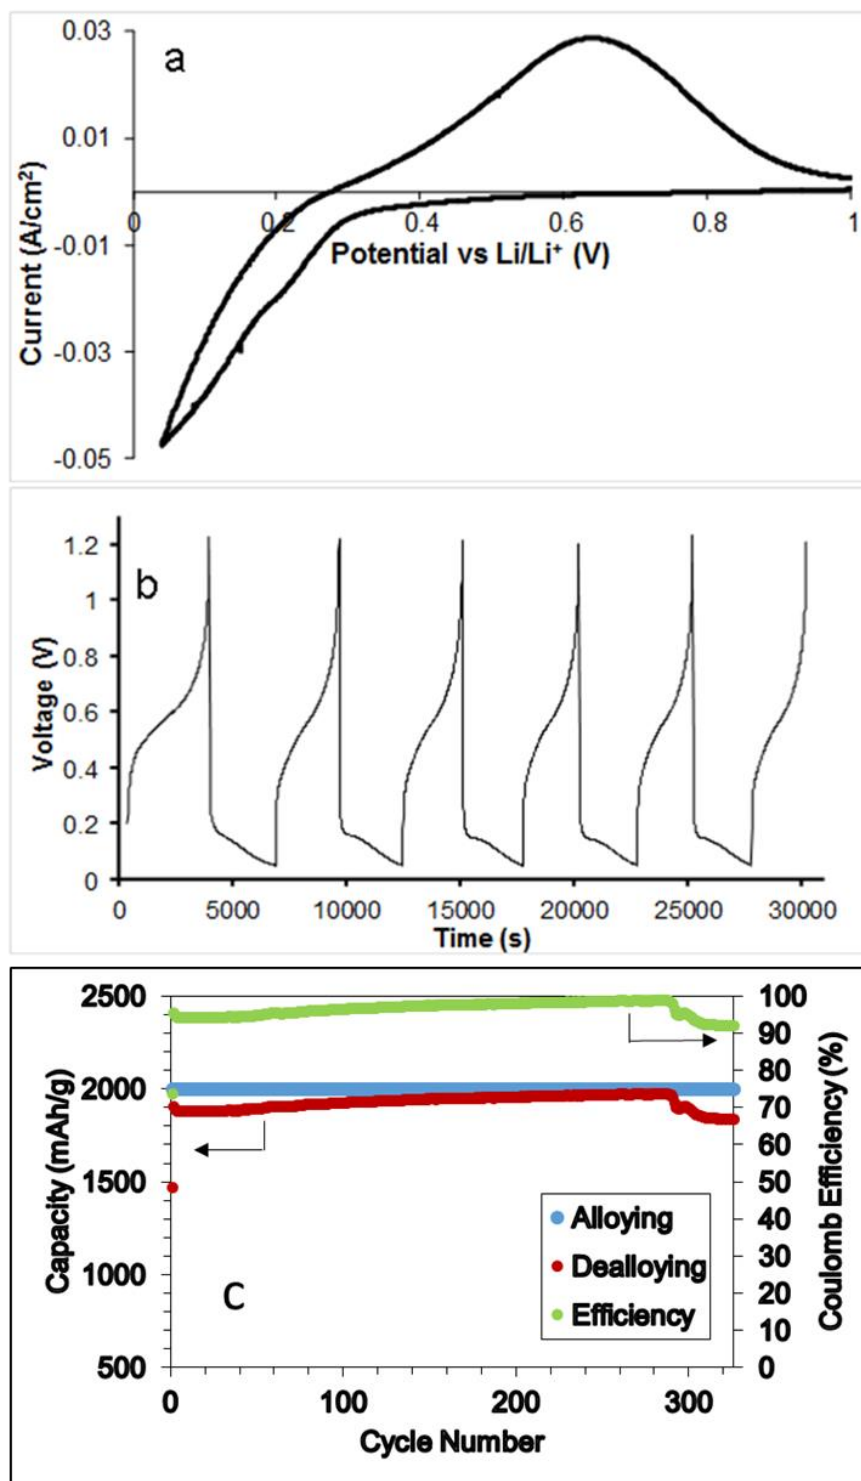 a
0.03
0.01
0 0.2 0.4 0.6 0.8 1
-0.01
-0.03
-0.05
Current (A/cm²)
Potential vs Li/Li⁺ (V)
b
1.2
1
0.8
0.6
0.4
0.2
0
Voltage (V)
0 5000 10000 15000 20000 25000 30000
Time (s)
2500
2000
1500
1000
500
Capacity (mAh/g)
100
90
80
70
60
50
40
30
20
10
0
Coulomb Efficiency (%)
Alloying
Dealloying
Efficiency
C
0 100 200 300
Cycle Number